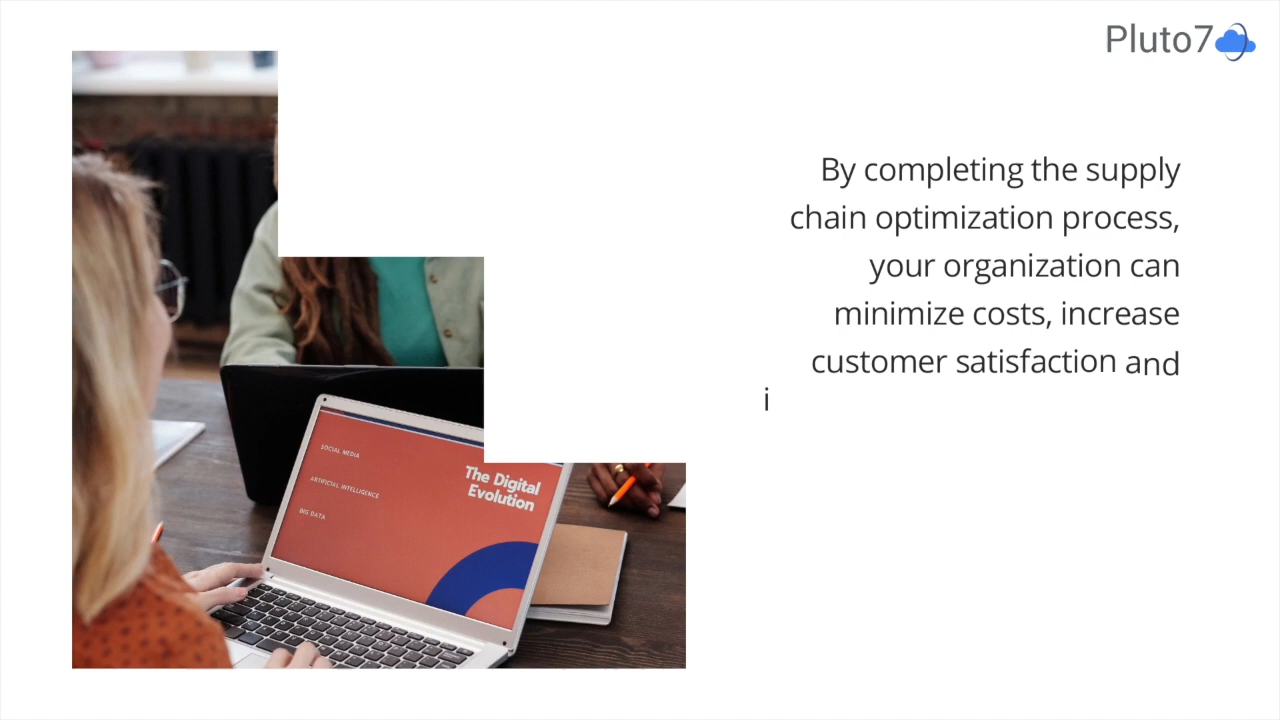 Pluto7
By completing the supply
chain optimization process,
your organization can
minimize costs, increase
customer satisfaction and
i
SOCIAL MEDIA
ARTIFICIAL INTELLIGENCE
BIG DATA
The Digital
Evolution